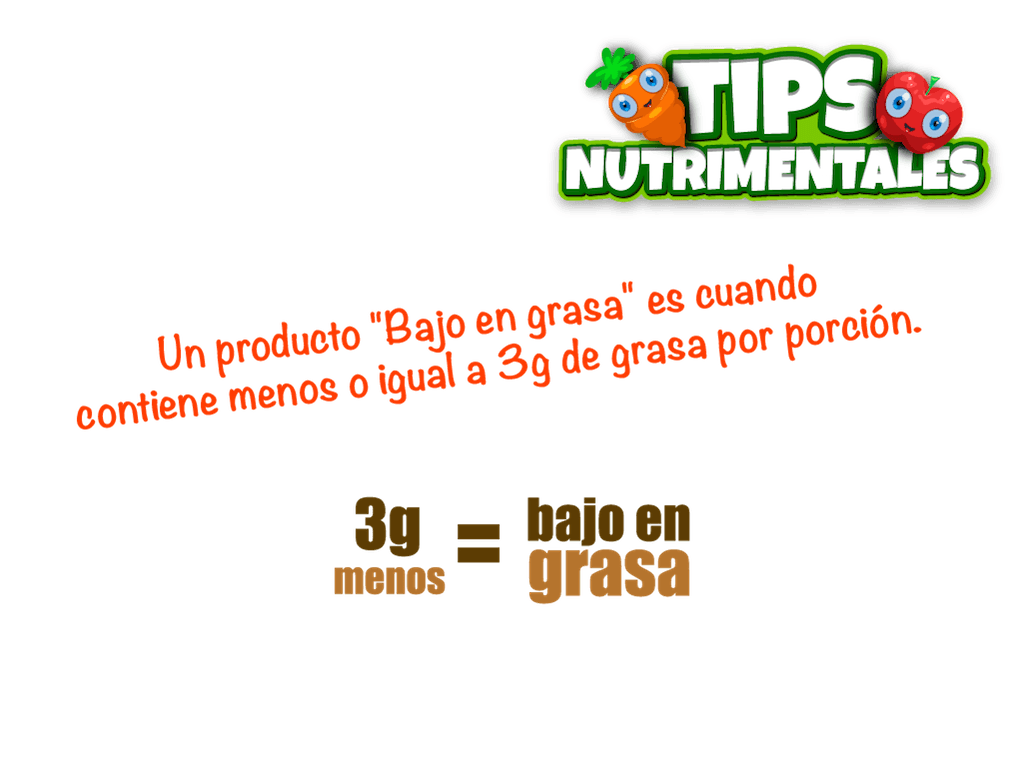 TIPS
NUTRIMENTALES
Un producto "Bajo en grasa" es cuando
contiene menos o igual a 3g de grasa por porción.
3g
menos
=
bajo en
grasa